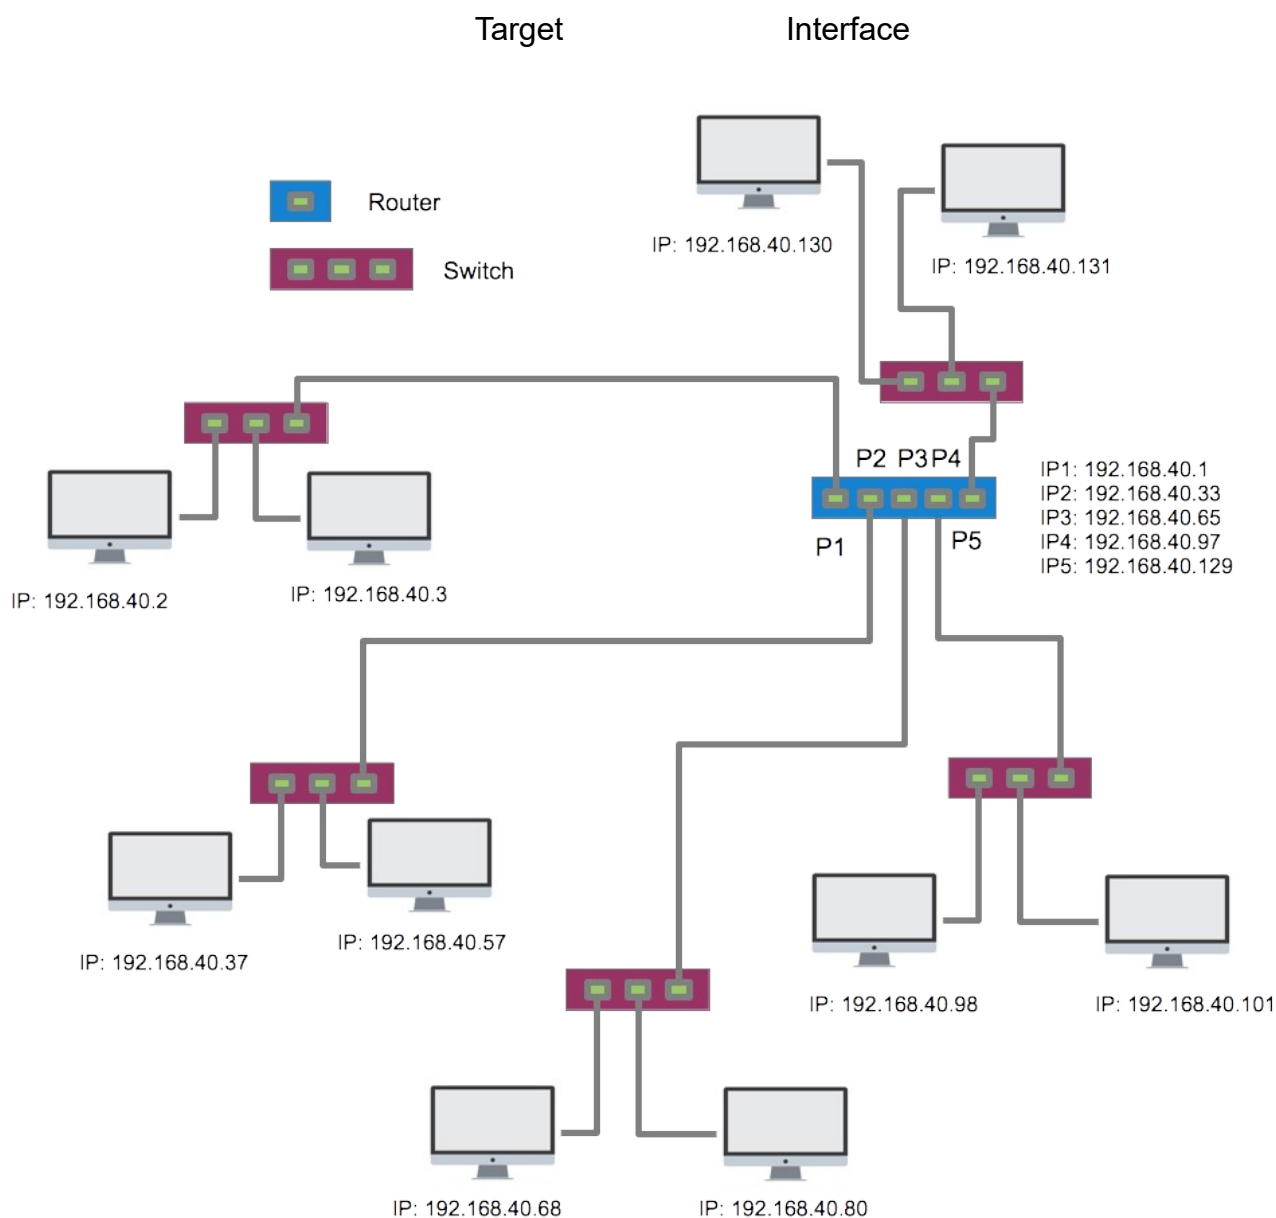 Target Interface
Router
Switch
IP: 192.168.40.130
IP: 192.168.40.131
P2 P3 P4
P1
P5
IP1: 192.168.40.1
IP2: 192.168.40.33
IP3: 192.168.40.65
IP4: 192.168.40.97
IP5: 192.168.40.129
IP: 192.168.40.2
IP: 192.168.40.3
IP: 192.168.40.37
IP: 192.168.40.57
IP: 192.168.40.98
IP: 192.168.40.101
IP: 192.168.40.68
IP: 192.168.40.80